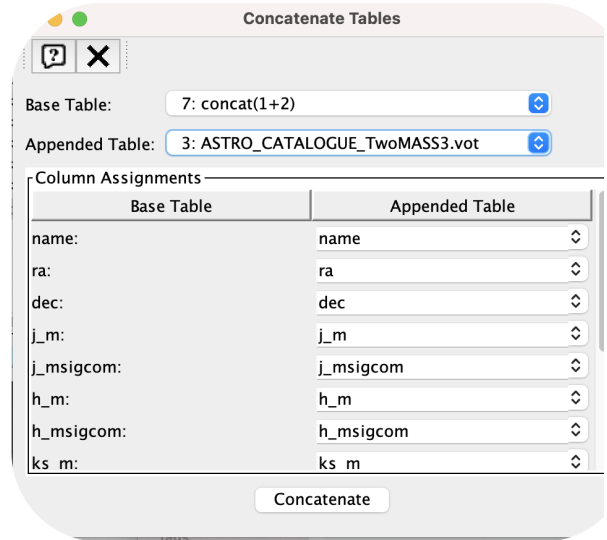 Concatenate Tables
Base Table: 7: concat(1+2)
Appended Table: 3: ASTRO_CATALOGUE_TwoMASS3.vot
Column Assignments
Base Table Appended Table
name: name
ra: ra
dec: dec
j_m: j_m
j_msigcom: j_msigcom
h_m: h_m
h_msigcom: h_msigcom
ks_m: ks_m
Concatenate